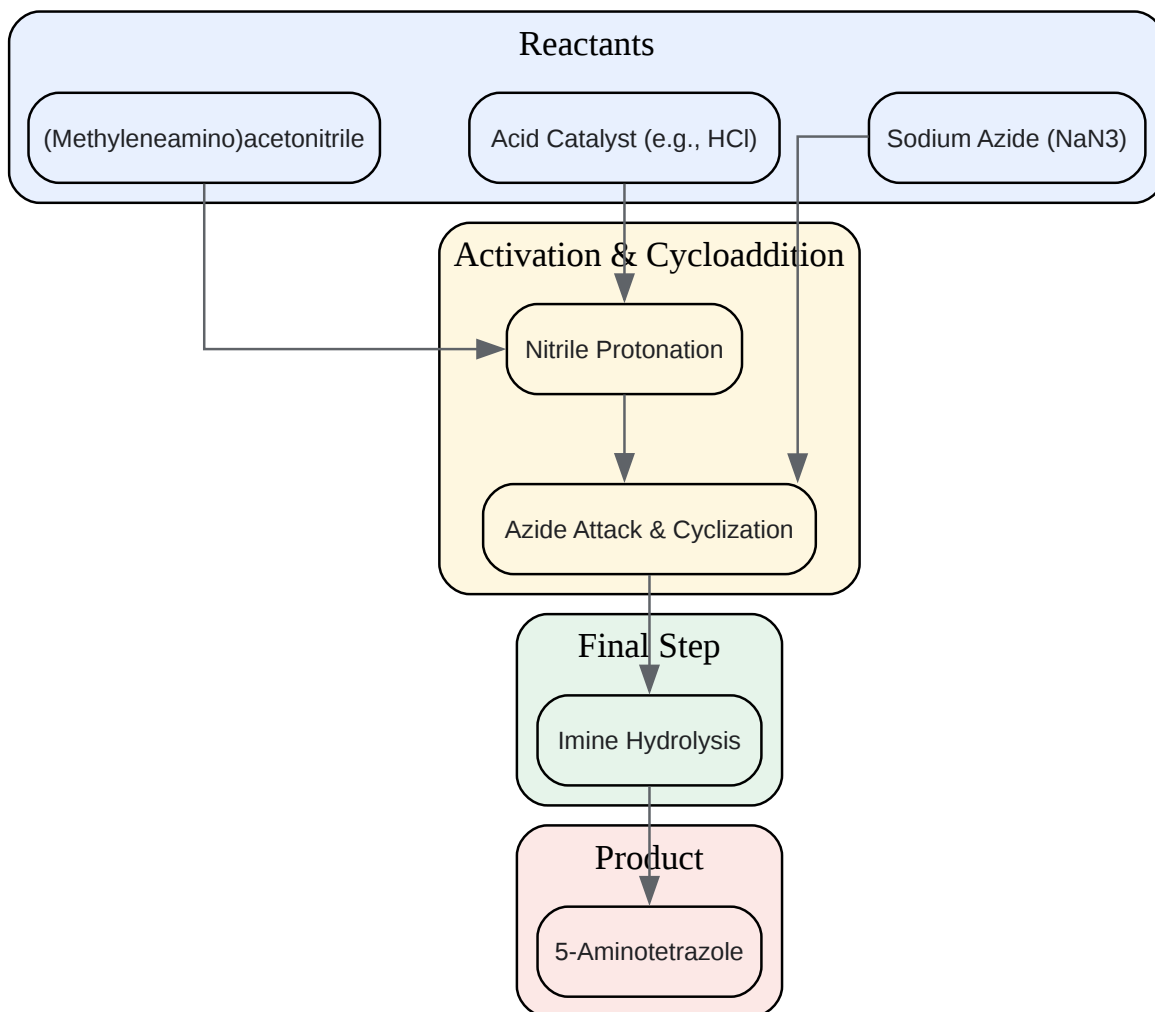 Reactants
(Methyleneamino)acetonitrile
Acid Catalyst (e.g., HCl)
Sodium Azide (NaN3)
Activation & Cycloaddition
Nitrile Protonation
Azide Attack & Cyclization
Final Step
Imine Hydrolysis
Product
5-Aminotetrazole